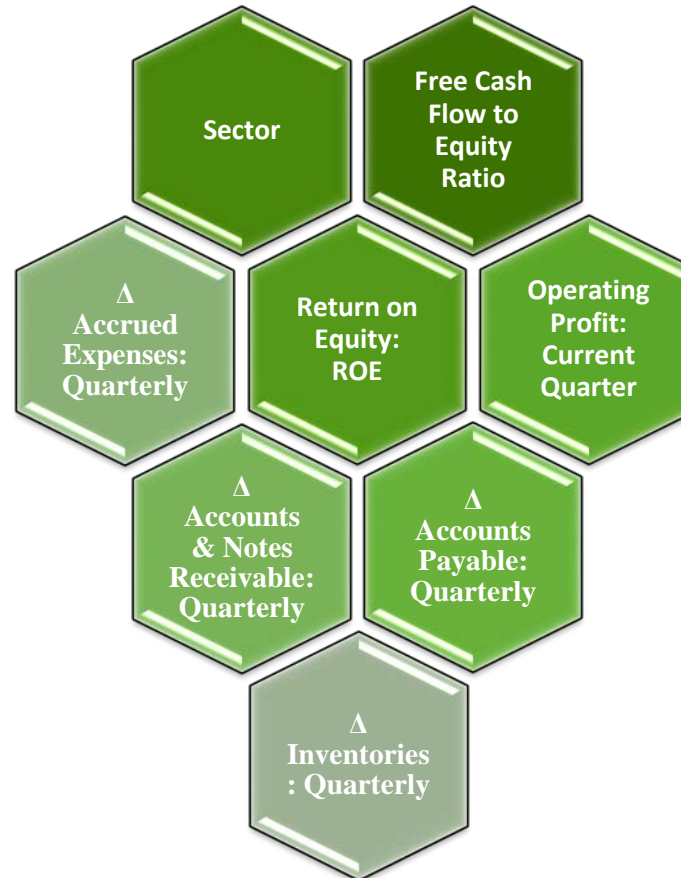 Sector
Free Cash
Flow to
Equity
Ratio
Δ
Accrued
Expenses:
Quarterly
Return on
Equity:
ROE
Operating
Profit:
Current
Quarter
Δ
Accounts
& Notes
Receivable:
Quarterly
Δ
Accounts
Payable:
Quarterly
Δ
Inventories
: Quarterly